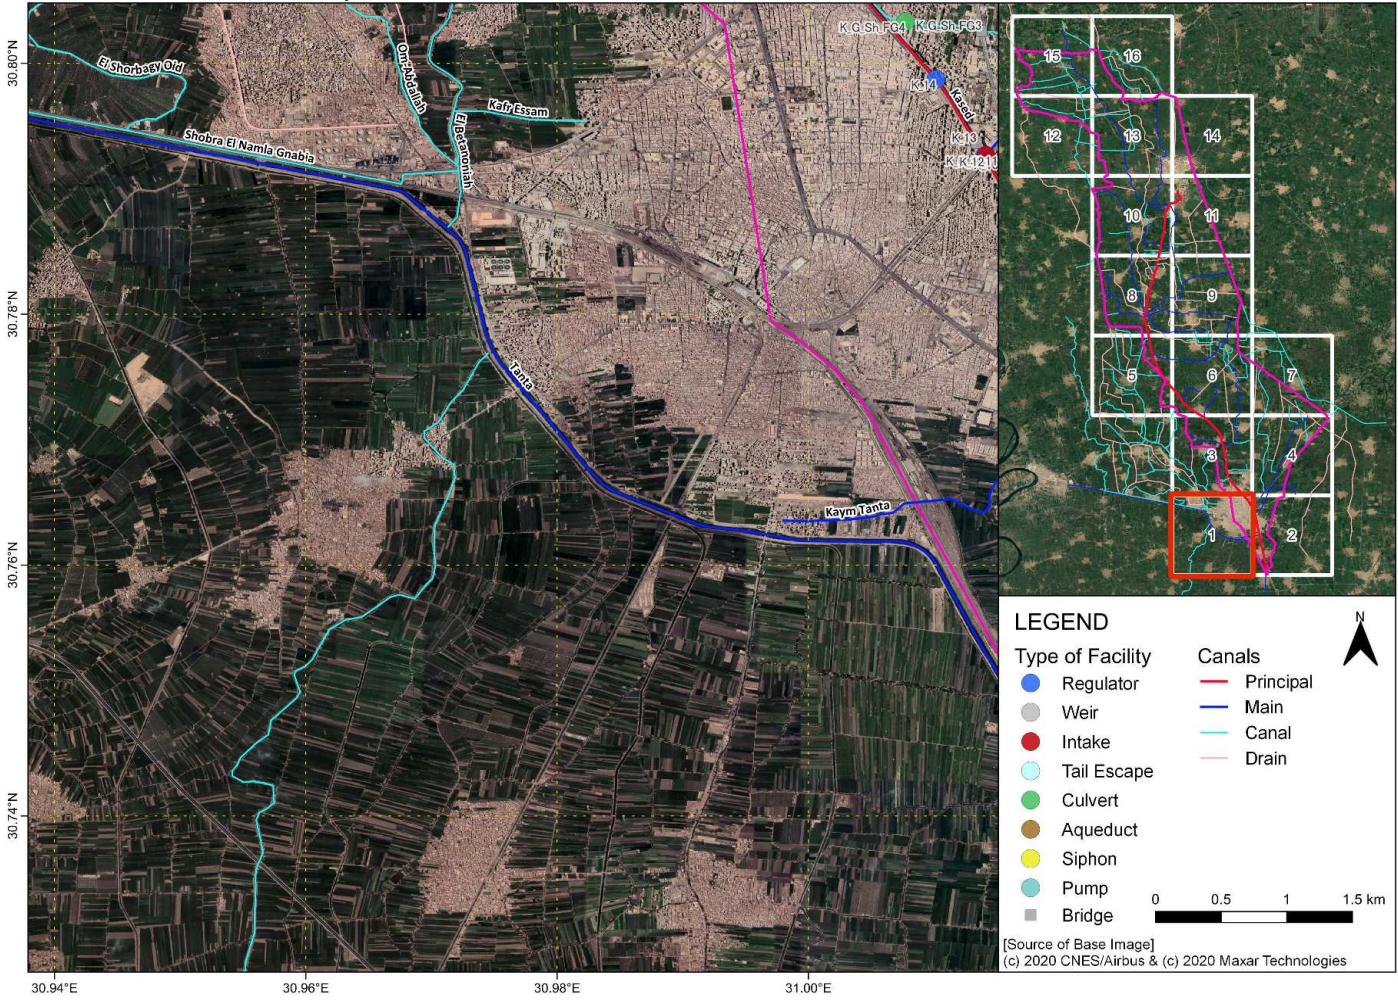 K.G.Sh.FG4
K.G.Sh.FG3
K.14
Kased
K.13
K.K.1211
El Shorbagy Old
Om Abdallah
Kafr Essam
El Betanoniah
Shobra El Namla Gnabia
Tanta
Kaym Tanta
30.80°N
30.78°N
30.76°N
30.74°N
30.94°E
30.96°E
30.98°E
31.00°E
15
16
12
13
14
10
11
8
9
5
6
7
3
4
1
2
LEGEND
N
Type of Facility
Regulator
Weir
Intake
Tail Escape
Culvert
Aqueduct
Siphon
Pump
Bridge
Canals
Principal
Main
Canal
Drain
0 0.5 1 1.5 km
[Source of Base Image]
(c) 2020 CNES/Airbus & (c) 2020 Maxar Technologies